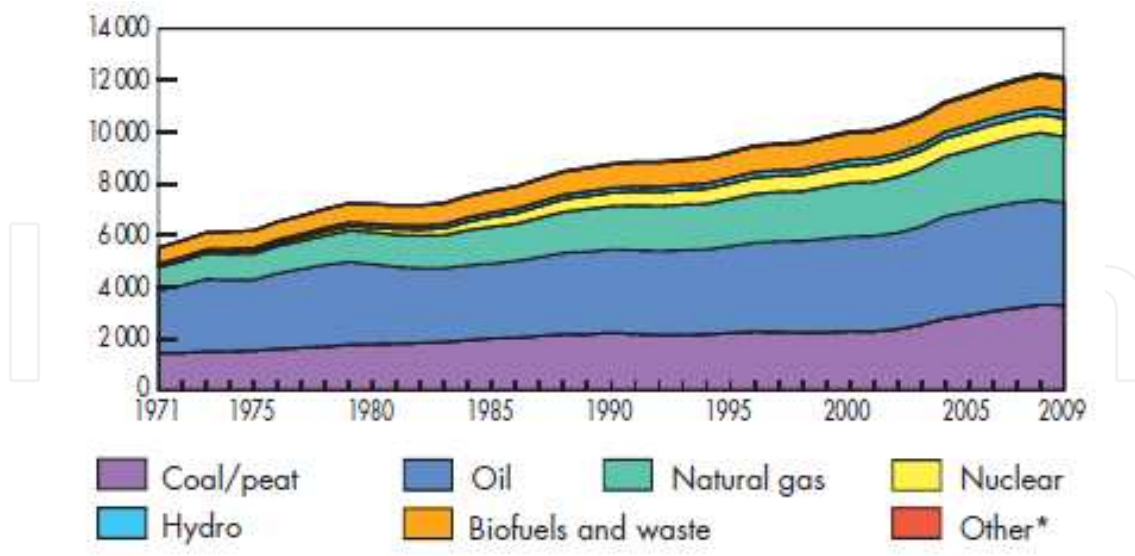 14 000
12 000
10 000
8 000
6 000
4 000
2 000
0
1971 1975 1980 1985 1990 1995 2000 2005 2009
Coal/peat Oil Natural gas Nuclear
Hydro Biofuels and waste Other*